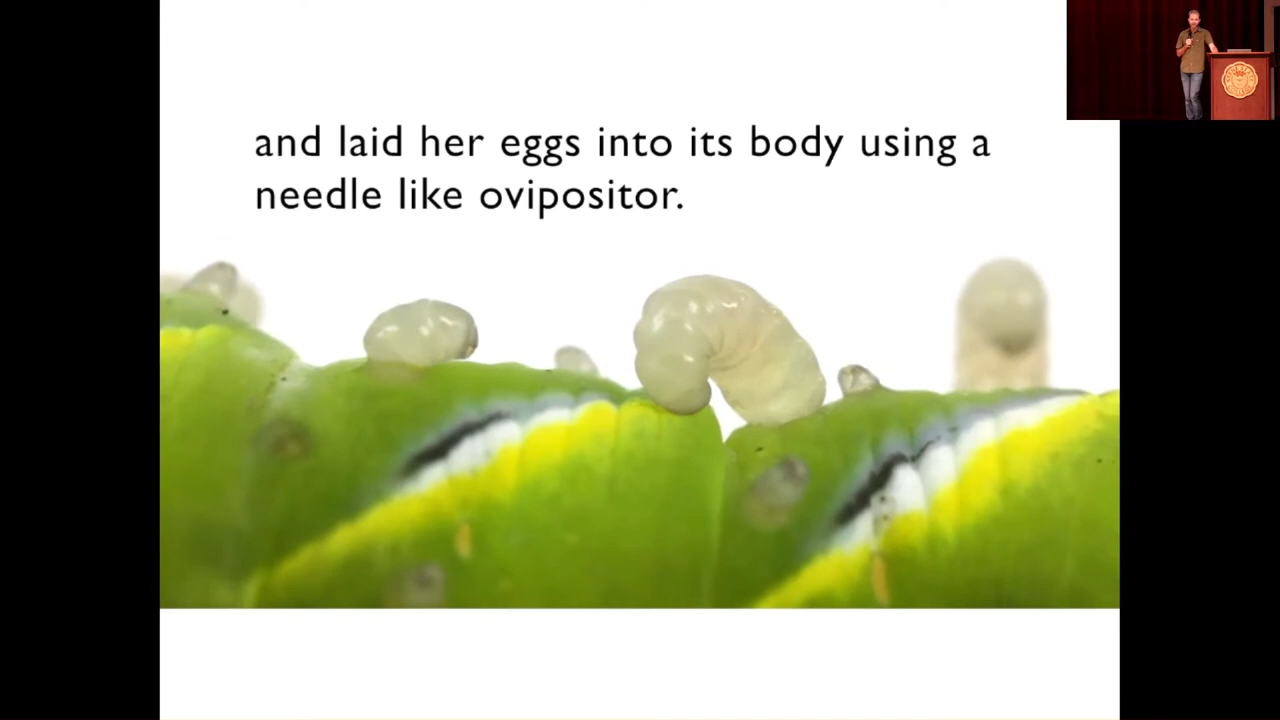 and laid her eggs into its body using a
needle like ovipositor.